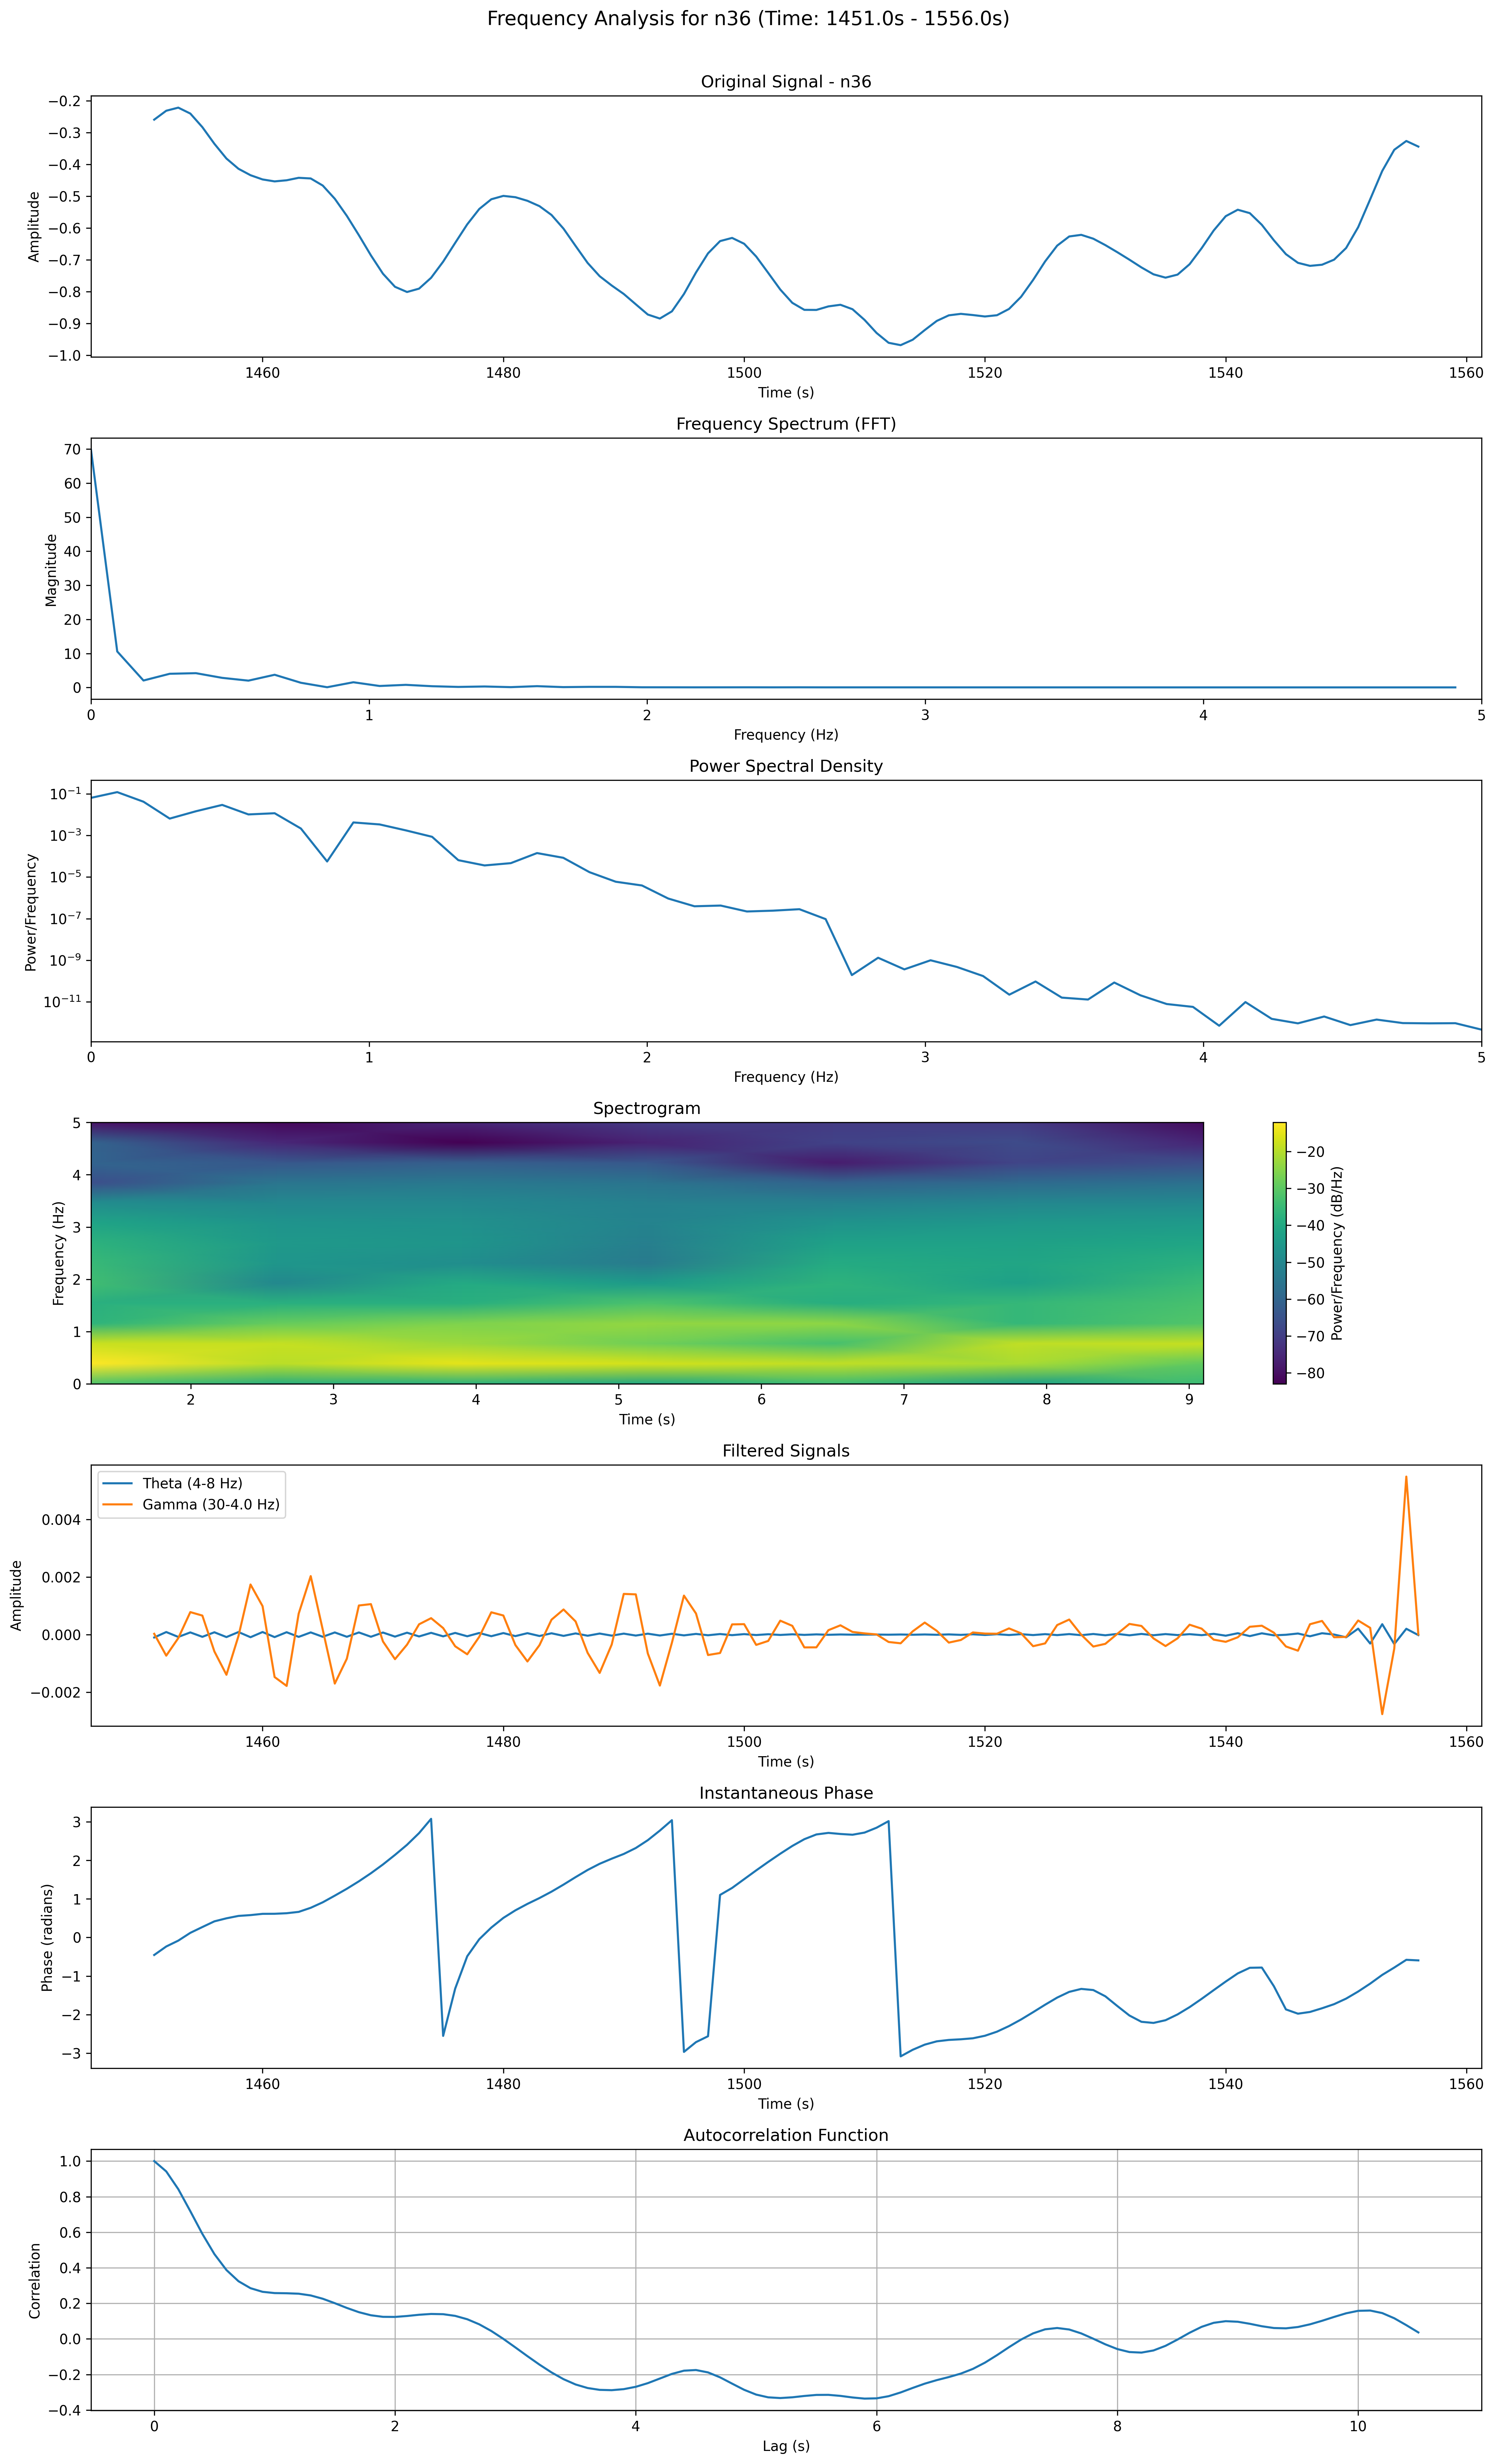 Frequency Analysis for n36 (Time: 1451.0s - 1556.0s)
Original Signal - n36
−0.2
−0.3
−0.4
−0.5
−0.6
−0.7
−0.8
−0.9
−1.0
Amplitude
1460 1480 1500 1520 1540 1560
Time (s)
Frequency Spectrum (FFT)
70
60
50
40
30
20
10
0
Magnitude
0 1 2 3 4 5
Frequency (Hz)
Power Spectral Density
10⁻¹
10⁻³
10⁻⁵
10⁻⁷
10⁻⁹
10⁻¹¹
Power/Frequency
0 1 2 3 4 5
Frequency (Hz)
Spectrogram
5
4
3
2
1
0
Frequency (Hz)
2 3 4 5 6 7 8 9
Time (s)
−20
−30
−40
−50
−60
−70
−80
Power/Frequency (dB/Hz)
Filtered Signals
Theta (4-8 Hz)
Gamma (30-4.0 Hz)
0.004
0.002
0.000
−0.002
Amplitude
1460 1480 1500 1520 1540 1560
Time (s)
Instantaneous Phase
3
2
1
0
−1
−2
−3
Phase (radians)
1460 1480 1500 1520 1540 1560
Time (s)
Autocorrelation Function
1.0
0.8
0.6
0.4
0.2
0.0
−0.2
−0.4
Correlation
0 2 4 6 8 10
Lag (s)